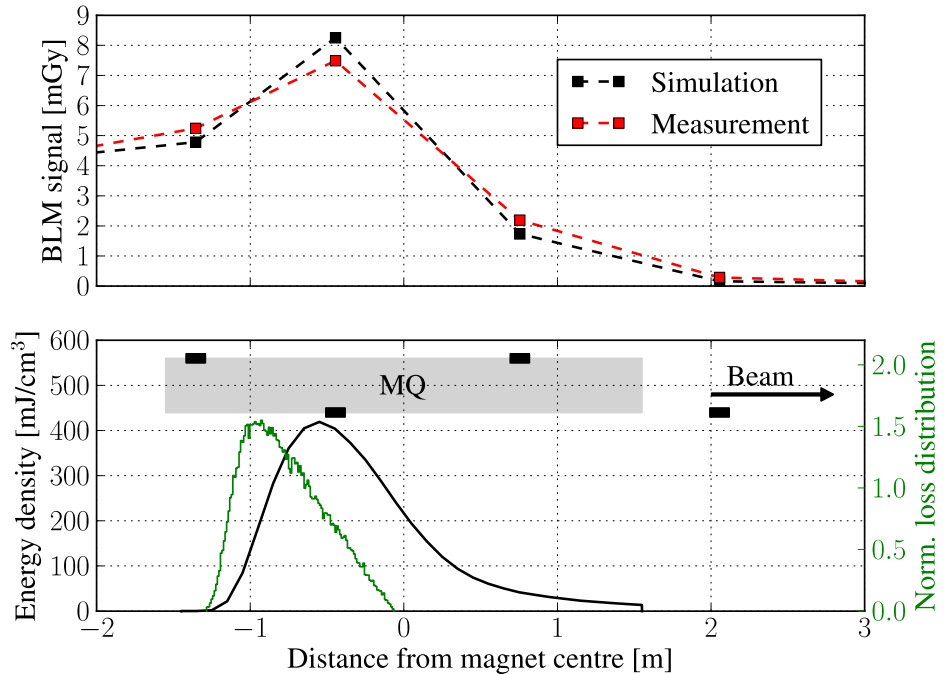 9
8
7
6
5
4
3
2
1
0
BLM signal [mGy]
Simulation
Measurement
600
500
400
300
200
100
0
Energy density [mJ/cm³]
MQ
Beam
2.0
1.5
1.0
0.5
0.0
Norm. loss distribution
−2 −1 0 1 2 3
Distance from magnet centre [m]